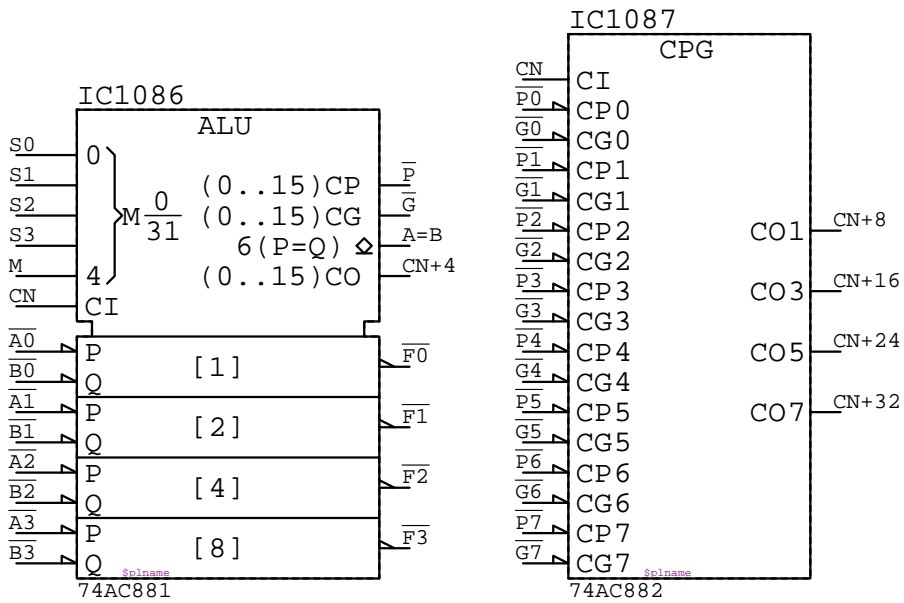 IC1086
ALU
S0
S1
S2
S3
M
CN
0
4
CI
M 0/31
(0..15)CP
(0..15)CG
6(P=Q)
(0..15)CO
P
G
A=B
CN+4
A0
B0
A1
B1
A2
B2
A3
B3
P
Q
P
Q
P
Q
P
Q
[1]
[2]
[4]
[8]
F0
F1
F2
F3
$plname
74AC881
IC1087
CPG
CN
P0
G0
P1
G1
P2
G2
P3
G3
P4
G4
P5
G5
P6
G6
P7
G7
CI
CP0
CG0
CP1
CG1
CP2
CG2
CP3
CG3
CP4
CG4
CP5
CG5
CP6
CG6
CP7
CG7
CO1
CO3
CO5
CO7
CN+8
CN+16
CN+24
CN+32
$plname
74AC882